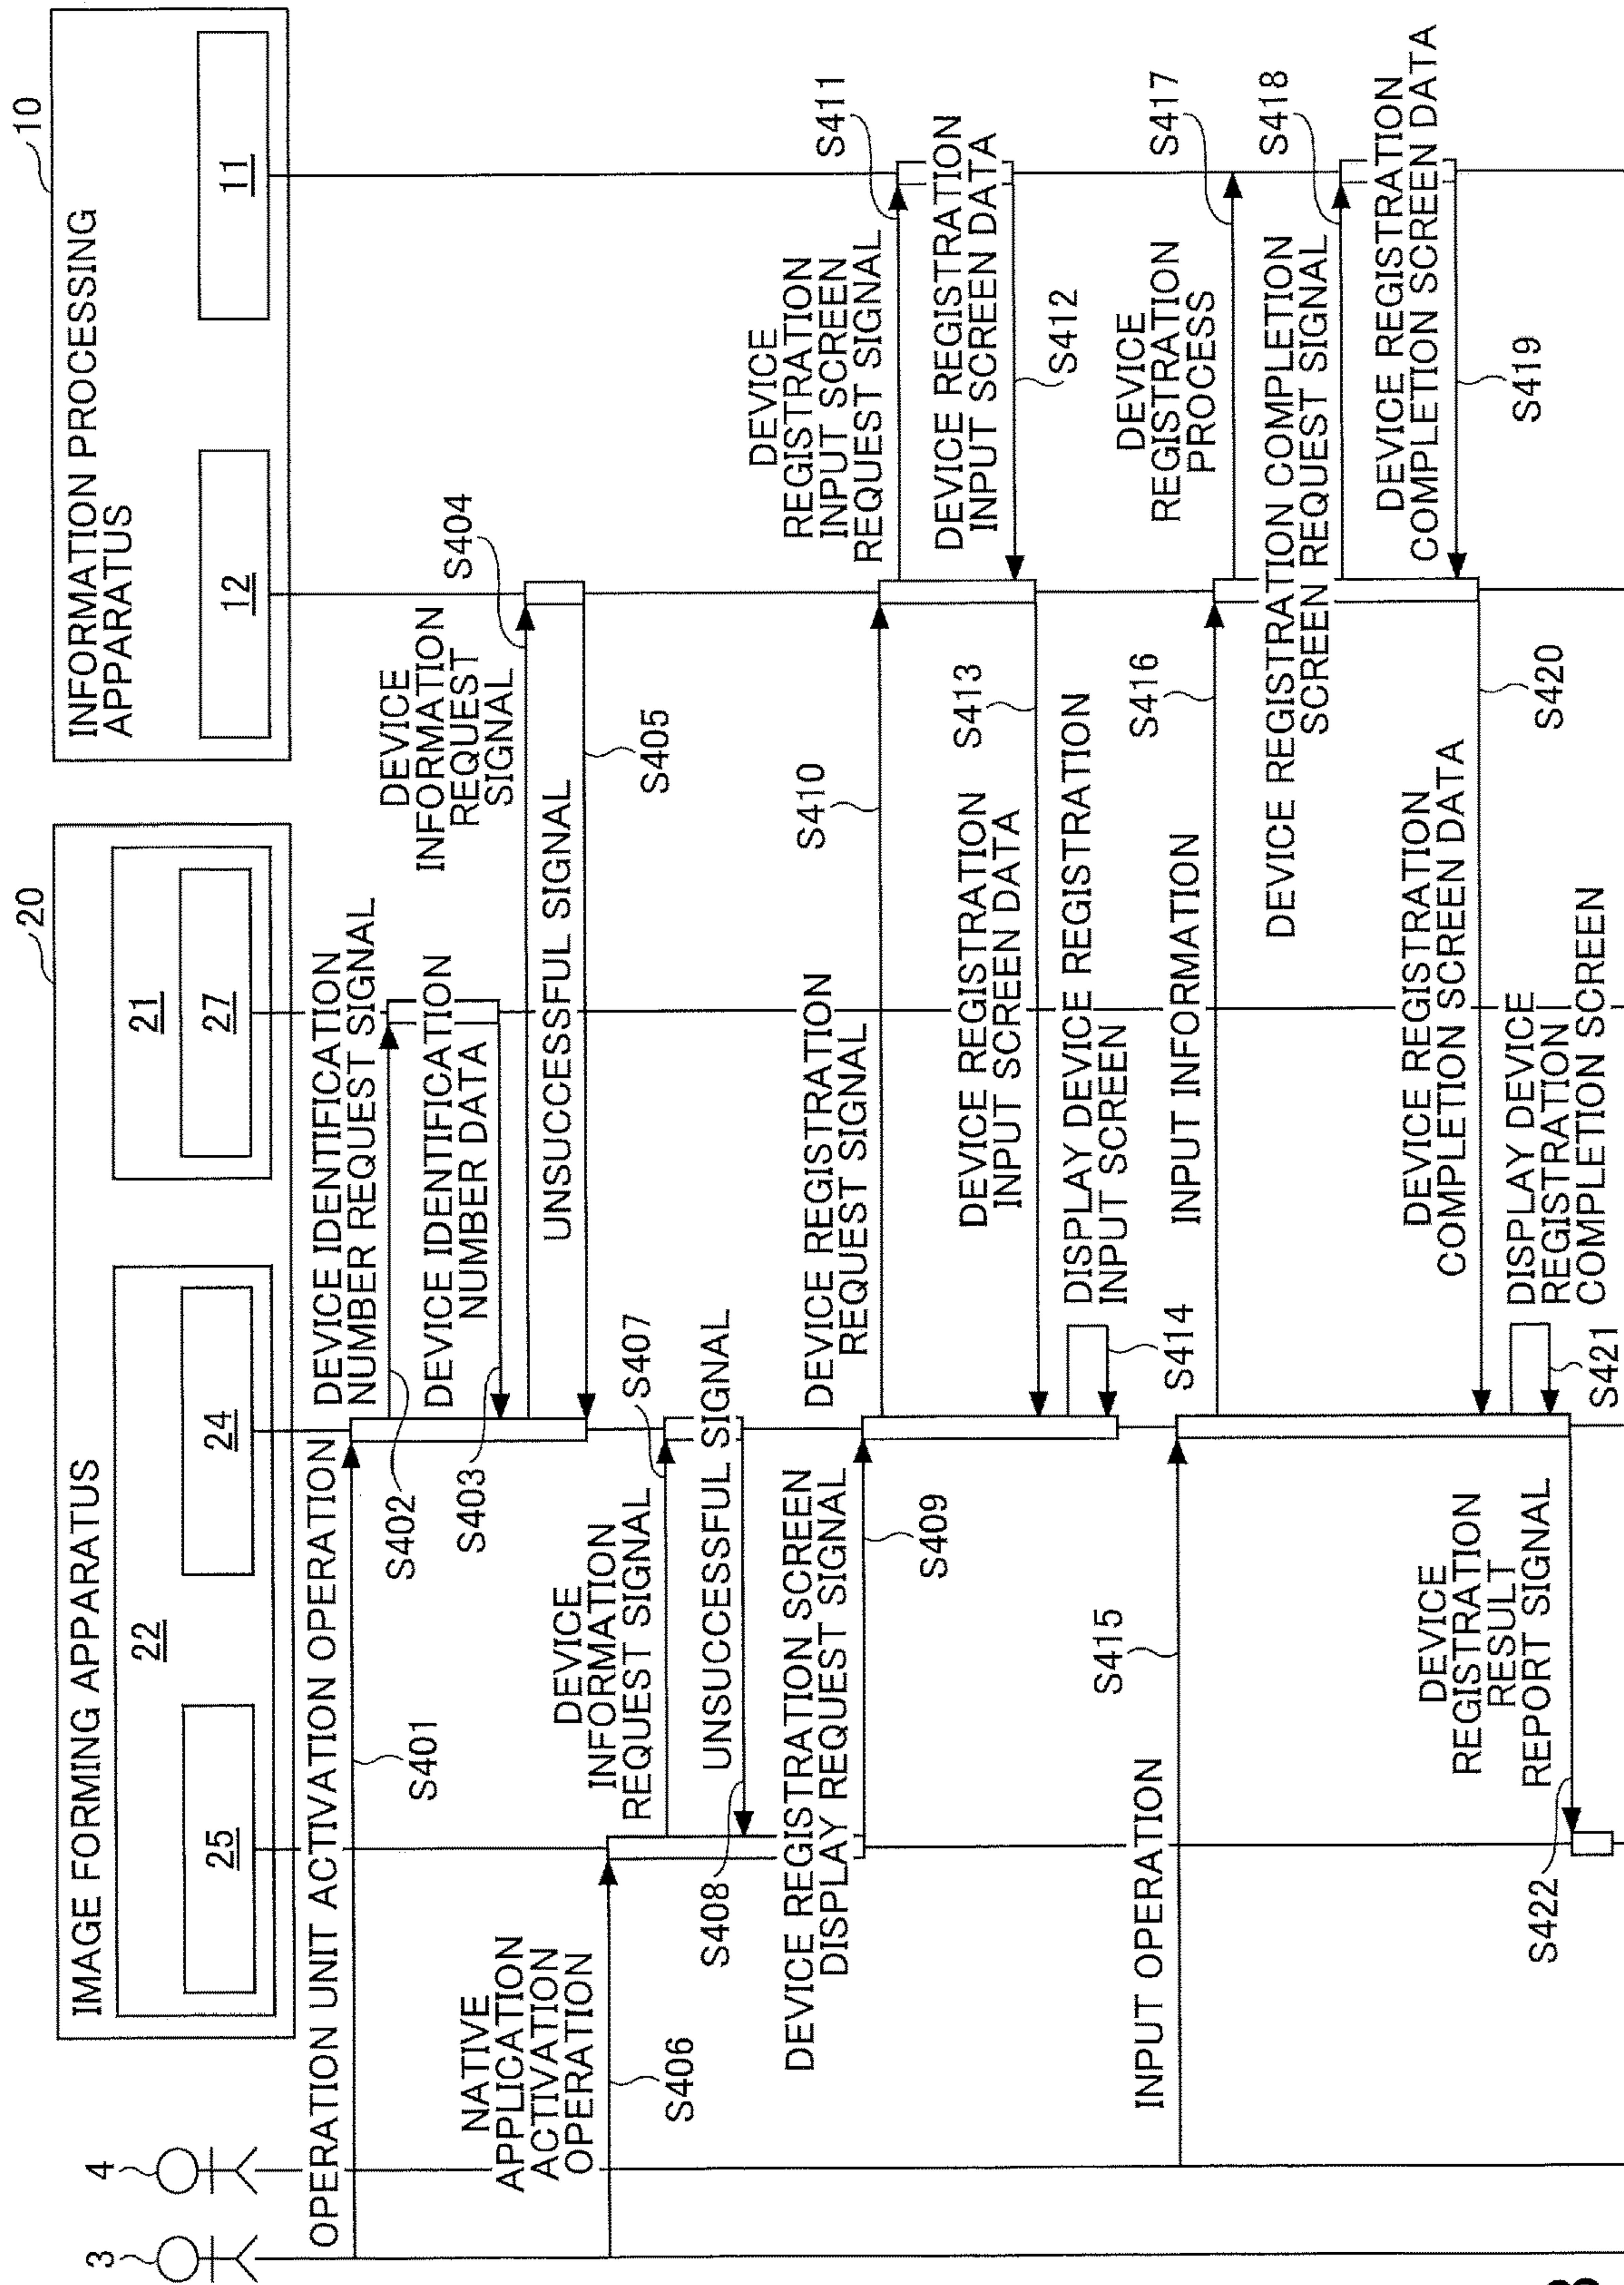 3
4
IMAGE FORMING APPARATUS
20
22
25
24
21
27
INFORMATION PROCESSING
APPARATUS
10
12
11
OPERATION UNIT ACTIVATION OPERATION
S401
DEVICE IDENTIFICATION
NUMBER REQUEST SIGNAL
S402
DEVICE IDENTIFICATION
NUMBER DATA
S403
DEVICE
INFORMATION
REQUEST
SIGNAL
S404
UNSUCCESSFUL SIGNAL
S405
NATIVE
APPLICATION
ACTIVATION
OPERATION
S406
DEVICE
INFORMATION
REQUEST SIGNAL
S407
UNSUCCESSFUL SIGNAL
S408
DEVICE REGISTRATION SCREEN
DISPLAY REQUEST SIGNAL
S409
DEVICE REGISTRATION
REQUEST SIGNAL
S410
DEVICE
REGISTRATION
INPUT SCREEN
REQUEST SIGNAL
S411
DEVICE REGISTRATION
INPUT SCREEN DATA
S412
DEVICE REGISTRATION
INPUT SCREEN DATA
S413
DISPLAY DEVICE REGISTRATION
INPUT SCREEN
S414
INPUT OPERATION
S415
INPUT INFORMATION
S416
DEVICE
REGISTRATION
PROCESS
S417
DEVICE REGISTRATION COMPLETION
SCREEN REQUEST SIGNAL
S418
DEVICE REGISTRATION
COMPLETION SCREEN DATA
S419
DEVICE REGISTRATION
COMPLETION SCREEN DATA
S420
DISPLAY DEVICE
REGISTRATION
COMPLETION SCREEN
S421
DEVICE
REGISTRATION
RESULT
REPORT SIGNAL
S422